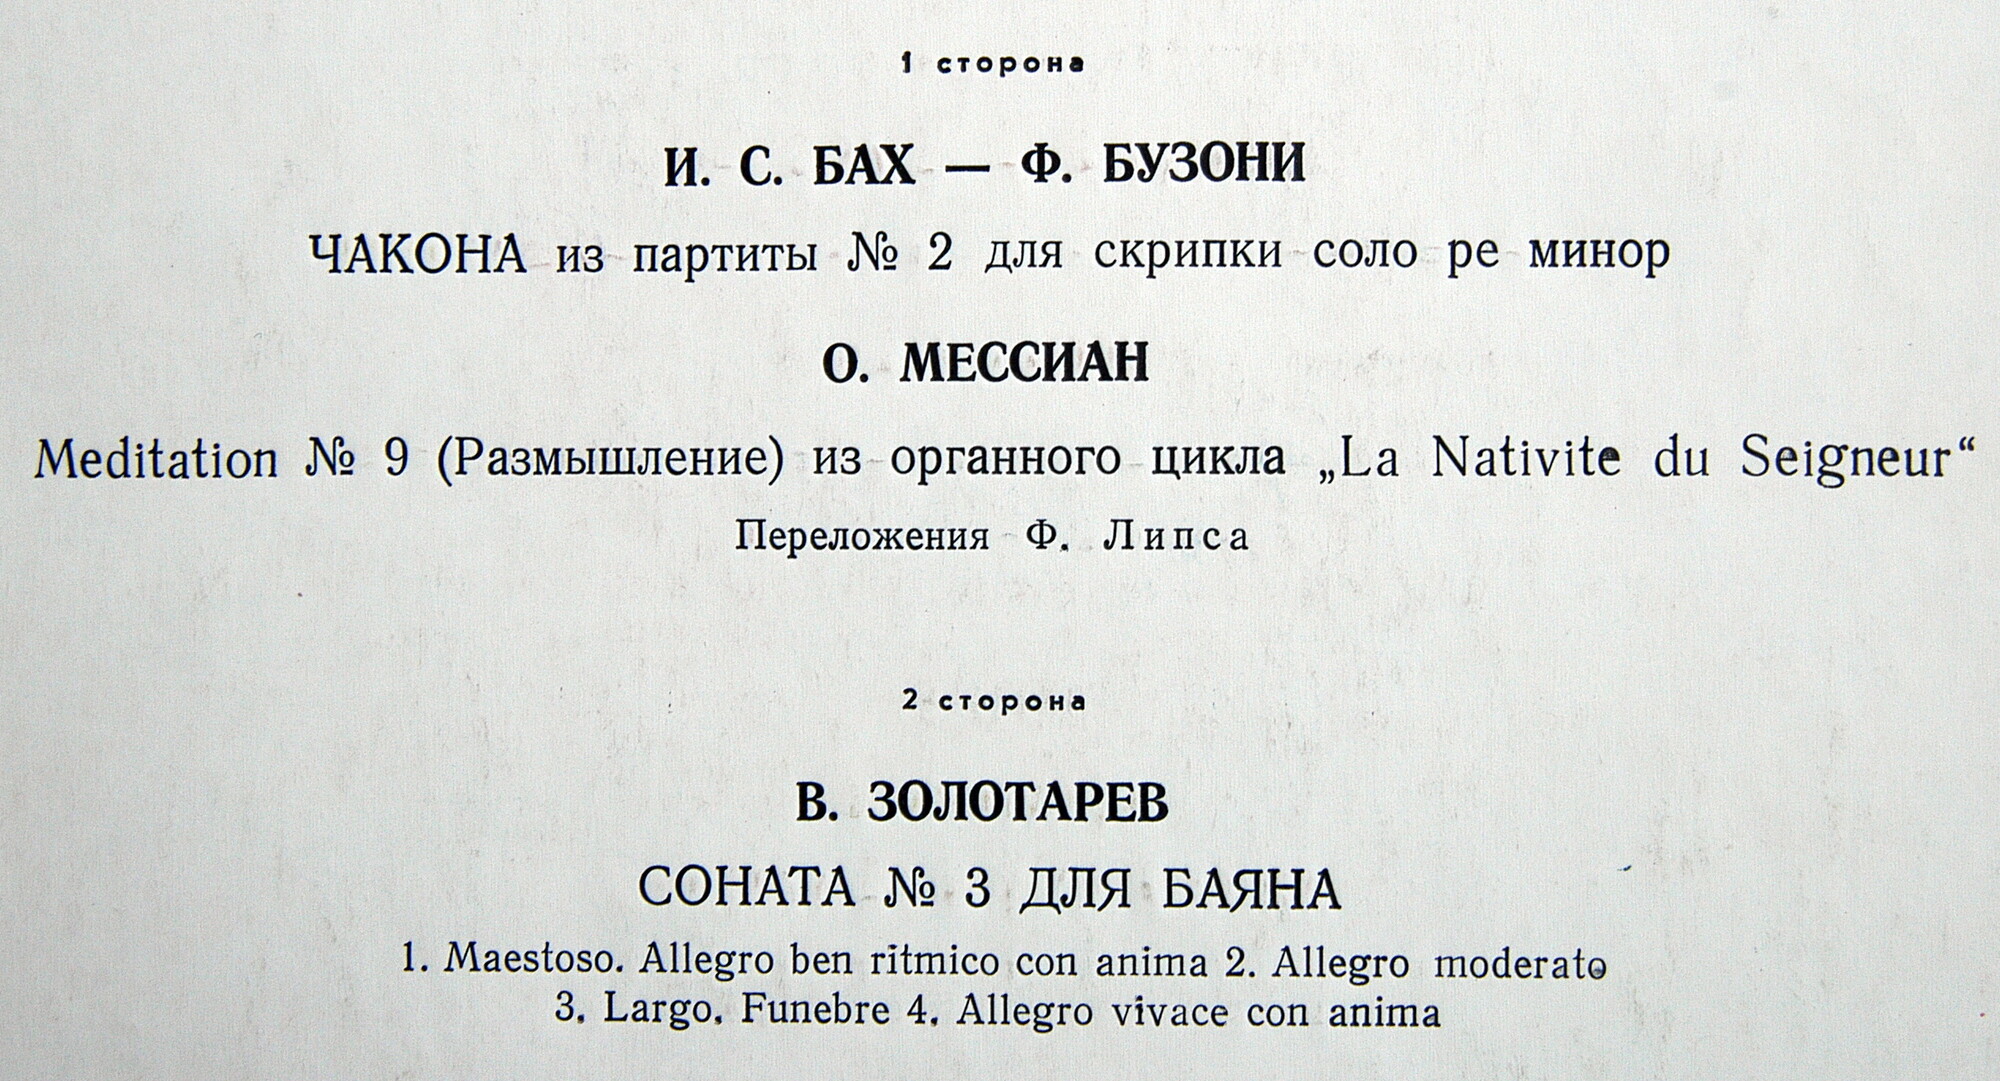 1 сторона
И. С. БАХ — Ф. БУЗОНИ
ЧАКОНА из партиты № 2 для скрипки соло ре минор
О. МЕССИАН
Meditation № 9 (Размышление) из органного цикла „La Nativite du Seigneur“
Переложения Ф. Липса
2 сторона
В. ЗОЛОТАРЕВ
СОНАТА № 3 ДЛЯ БАЯНА
1. Maestoso. Allegro ben ritmico con anima 2. Allegro moderato
3. Largo. Funebre 4. Allegro vivace con anima